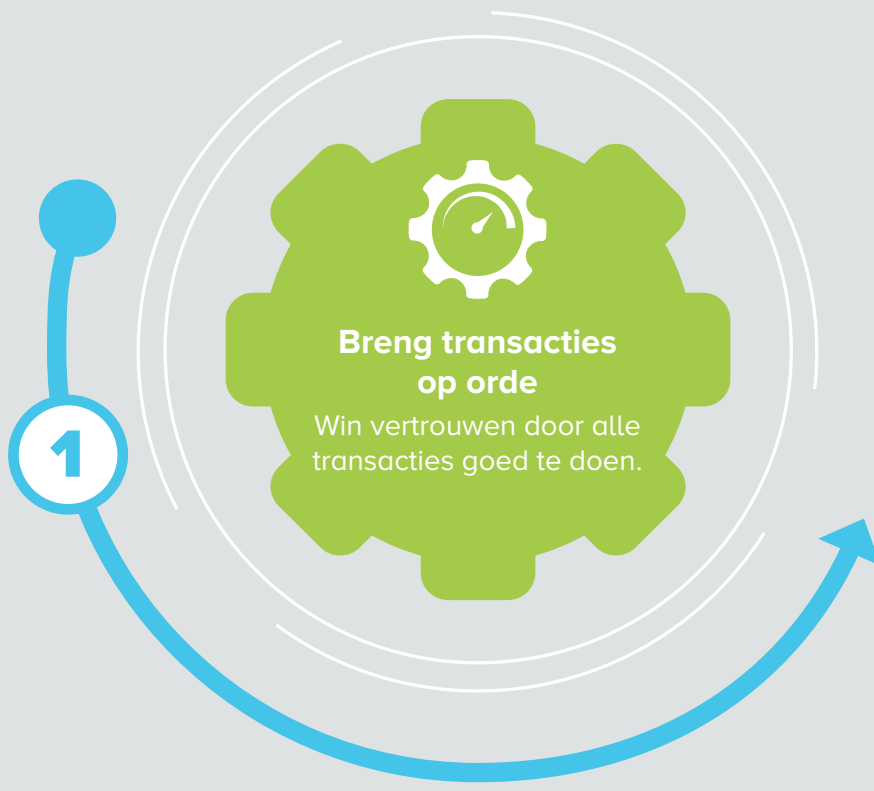 Breng transacties
op orde
Win vertrouwen door alle
transacties goed te doen.
1